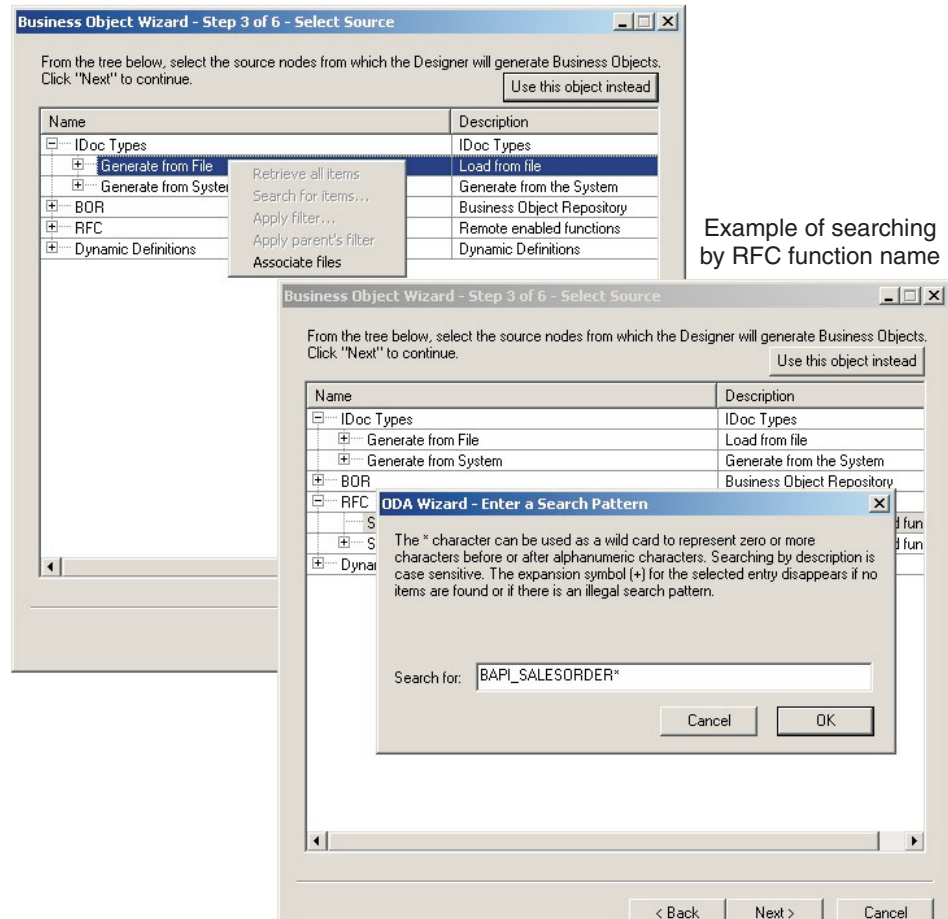 Business Object Wizard - Step 3 of 6 - Select Source
From the tree below, select the source nodes from which the Designer will generate Business Objects.
Click "Next" to continue.
Use this object instead
Name Description
IDoc Types IDoc Types
Generate from File Load from file
Generate from System Generate from the System
BOR Business Object Repository
RFC Remote enabled functions
Dynamic Definitions Dynamic Definitions
Retrieve all items
Search for items...
Apply filter...
Apply parent's filter
Associate files
Example of searching
by RFC function name
Business Object Wizard - Step 3 of 6 - Select Source
From the tree below, select the source nodes from which the Designer will generate Business Objects.
Click "Next" to continue.
Use this object instead
Name Description
IDoc Types IDoc Types
Generate from File Load from file
Generate from System Generate from the System
BOR Business Object Repository
RFC
S d fun
S d fun
Dynar
ODA Wizard - Enter a Search Pattern
The * character can be used as a wild card to represent zero or more
characters before or after alphanumeric characters. Searching by description is
case sensitive. The expansion symbol (+) for the selected entry disappears if no
items are found or if there is an illegal search pattern.
Search for: BAPI_SALESORDER*
Cancel OK
< Back Next > Cancel